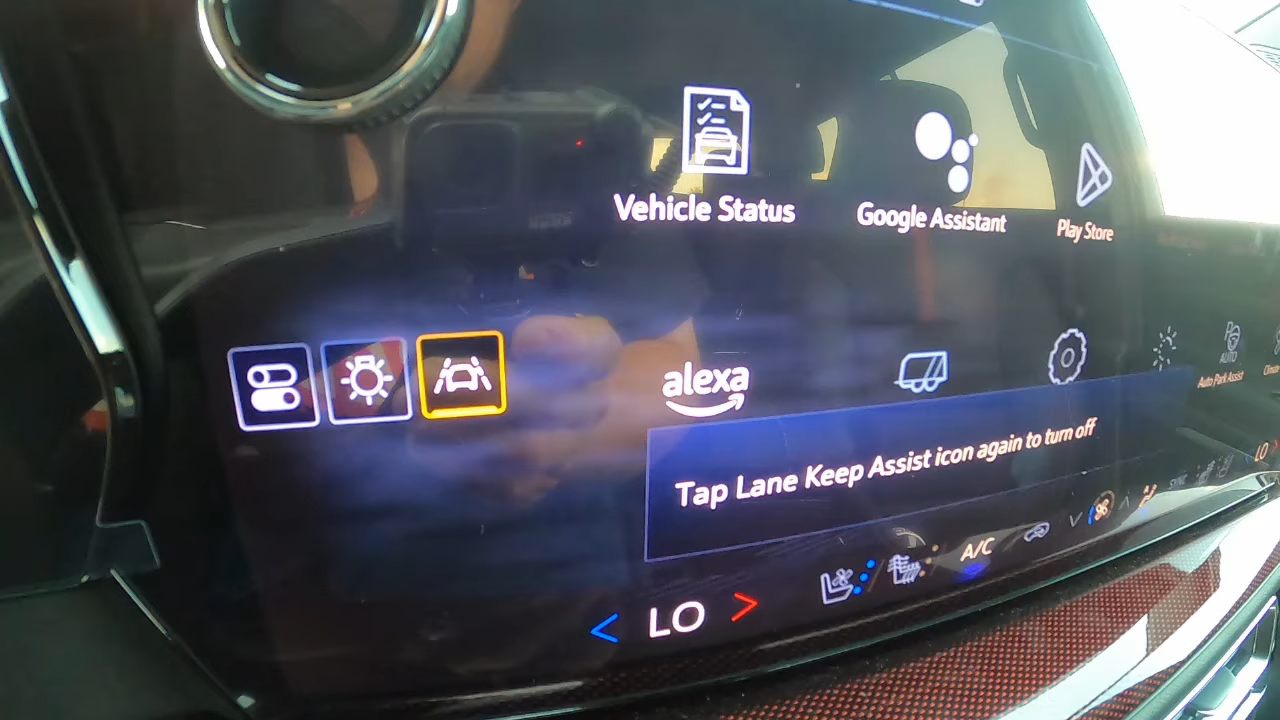 Vehicle Status
Google Assistant
Play Store
alexa
AUTO
Auto Park Assist
Tap Lane Keep Assist icon again to turn off
LO
A/C
LO